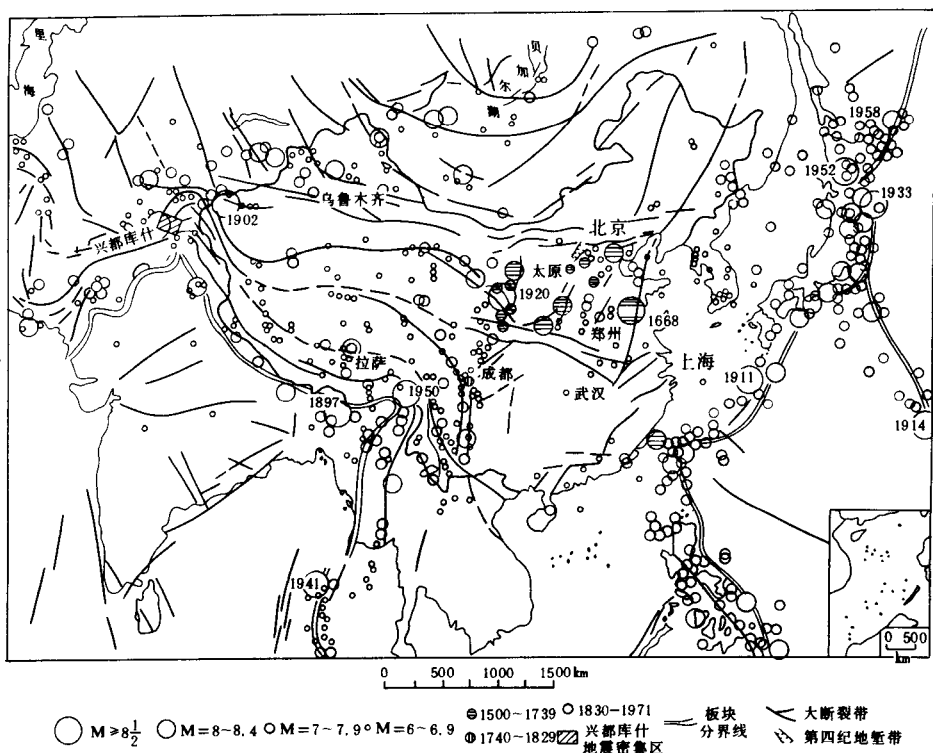 里
海
贝
加
尔
湖
1958
1952
1933
乌鲁木齐
1902
兴都库什
北京
太原
1920
1668
郑州
拉萨
成都
上海
1911
武汉
1950
1897
1914
1941
0 500
km
0 500 1000 1500km
M≥8½ M=8-8.4 M=7-7.9 M=6-6.9
1500~1739 1830-1971
1740~1829 兴都库什
地震密集区
板块
分界线
大断裂带
第四纪地堑带